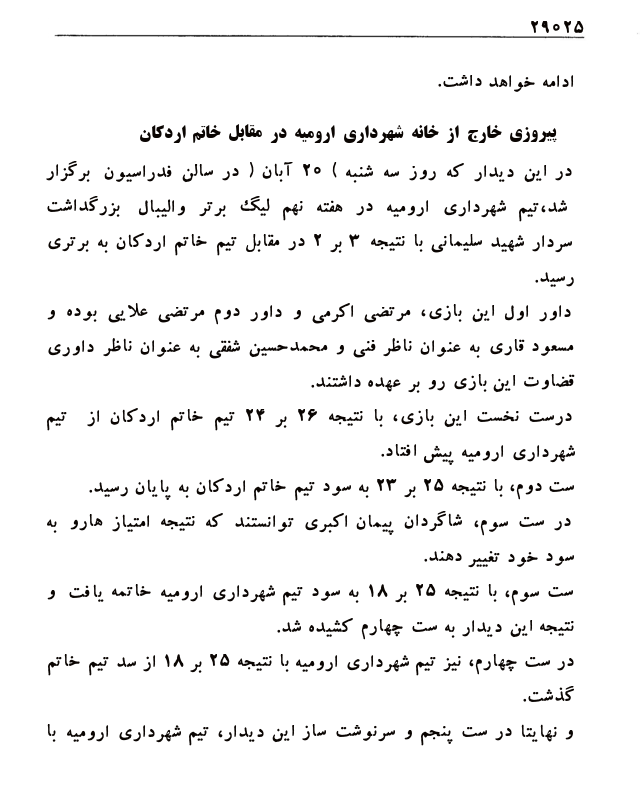 ۲۹۰۲۵
ادامه خواهد داشت.
پیروزی خارج از خانه شهرداری ارومیه در مقابل خاتم اردکان
در این دیدار که روز سه شنبه ) ۲۰ آبان ( در سالن فدراسیون برگزار
شد،تیم شهرداری ارومیه در هفته نهم لیگ برتر والیبال بزرگداشت
سردار شهید سلیمانی با نتیجه ۳ بر ۲ در مقابل تیم خاتم اردکان به برتری
رسید.
داور اول این بازی، مرتضی اکرمی و داور دوم مرتضی علایی بوده و
مسعود قاری به عنوان ناظر فنی و محمدحسین شفقی به عنوان ناظر داوری
قضاوت این بازی رو بر عهده داشتند.
درست نخست این بازی، با نتیجه ۲۶ بر ۲۴ تیم خاتم اردکان از تیم
شهرداری ارومیه پیش افتاد.
ست دوم، با نتیجه ۲۵ بر ۲۳ به سود تیم خاتم اردکان به پایان رسید.
در ست سوم، شاگردان پیمان اکبری توانستند که نتیجه امتیاز هارو به
سود خود تغییر دهند.
ست سوم، با نتیجه ۲۵ بر ۱۸ به سود تیم شهرداری ارومیه خاتمه یافت و
نتیجه این دیدار به ست چهارم کشیده شد.
در ست چهارم، نیز تیم شهرداری ارومیه با نتیجه ۲۵ بر ۱۸ از سد تیم خاتم
گذشت.
و نهایتا در ست پنجم و سرنوشت ساز این دیدار، تیم شهرداری ارومیه با